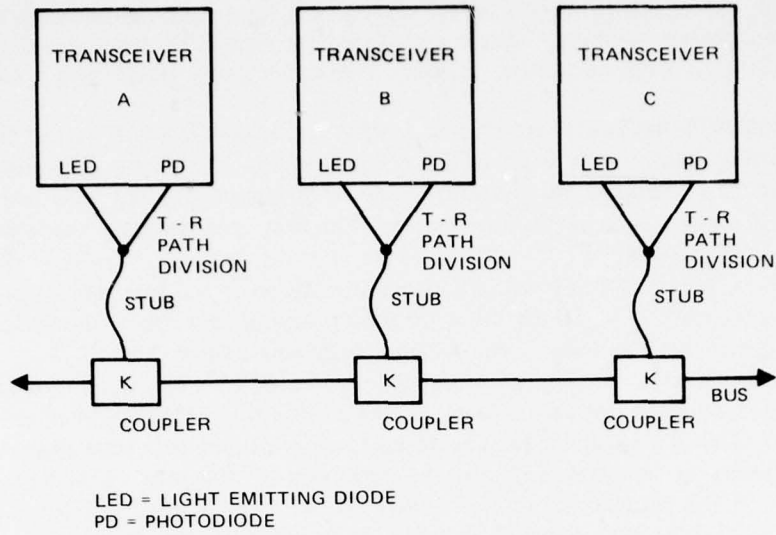 TRANSCEIVER
A
LED PD
T - R
PATH
DIVISION
STUB
K
COUPLER
TRANSCEIVER
B
LED PD
T - R
PATH
DIVISION
STUB
K
COUPLER
TRANSCEIVER
C
LED PD
T - R
PATH
DIVISION
STUB
K
COUPLER
BUS
LED = LIGHT EMITTING DIODE
PD = PHOTODIODE